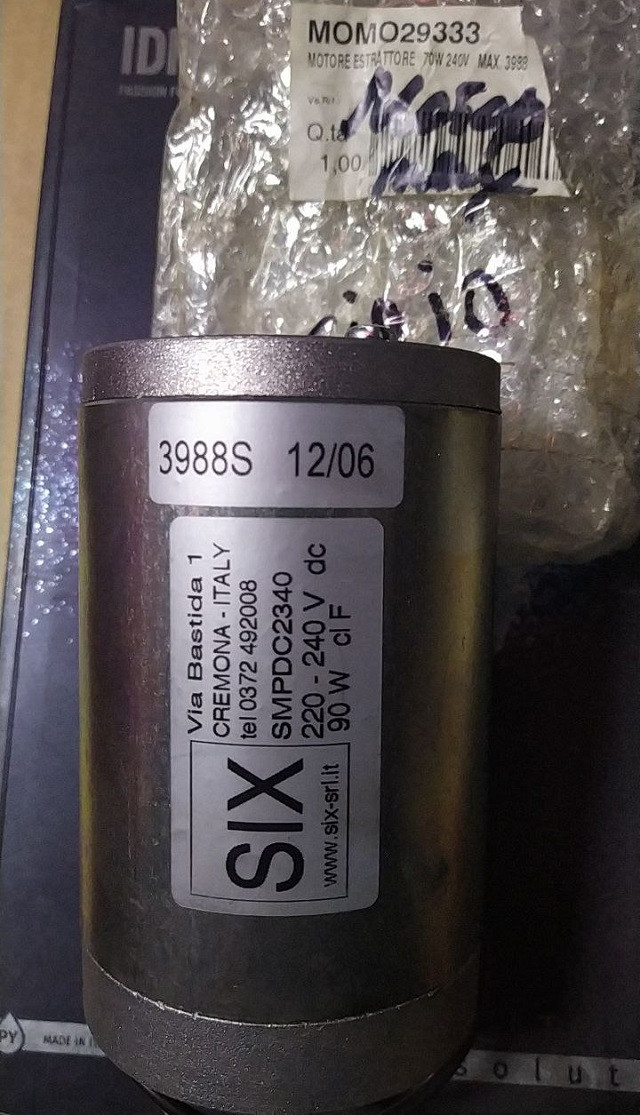 MOMO29333
MOTORE ESTRATTORE 70W 240V MAX 3988
Q.ta
1,00
3988S 12/06
Via Bastida 1
CREMONA - ITALY
tel 0372 492008
SMPDC2340
220 - 240 V dc
90 W cl F
SIX
www.six-srl.it
PY
MADE IN
s o l u t